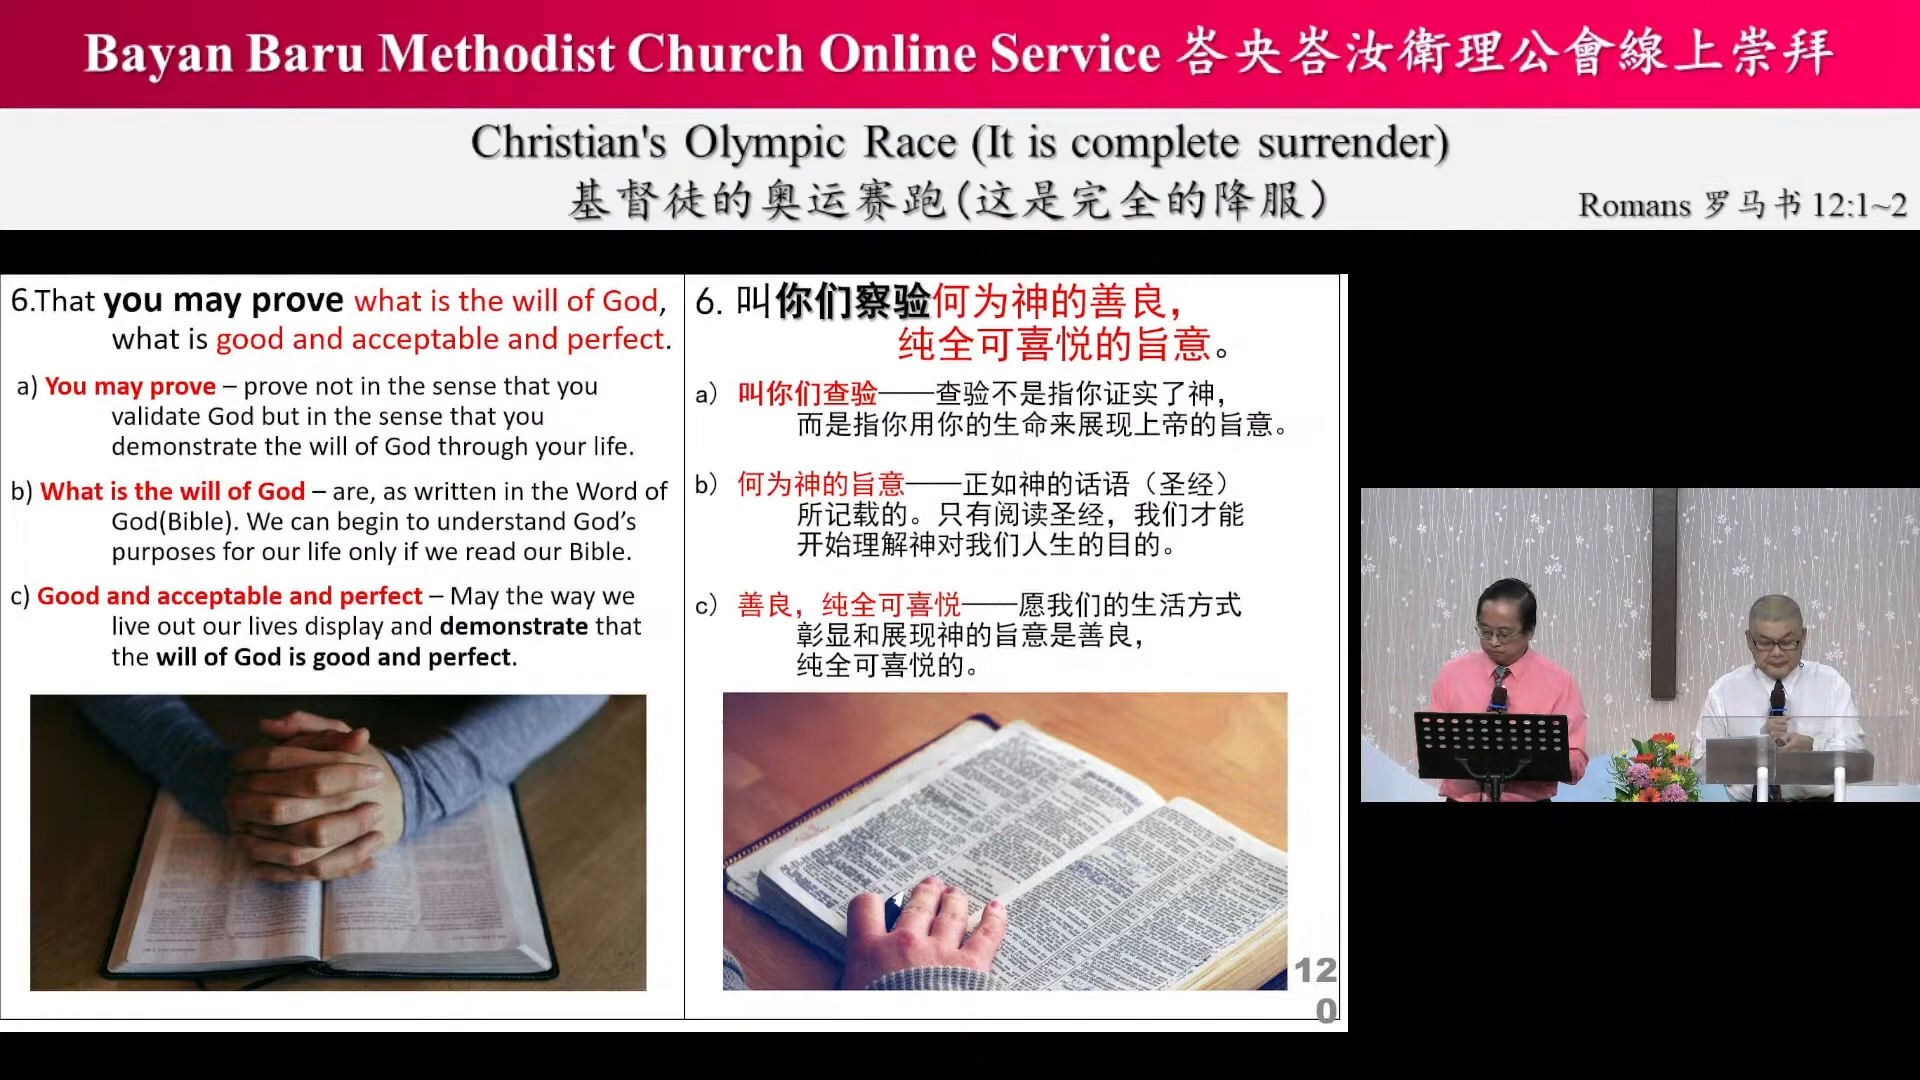 Bayan Baru Methodist Church Online Service 峇央峇汝衛理公會線上崇拜
Christian's Olympic Race (It is complete surrender)
基督徒的奥运赛跑(这是完全的降服)
Romans 罗马书 12:1~2
6.That you may prove what is the will of God,
what is good and acceptable and perfect.
a) You may prove – prove not in the sense that you
validate God but in the sense that you
demonstrate the will of God through your life.
b) What is the will of God – are, as written in the Word of
God(Bible). We can begin to understand God’s
purposes for our life only if we read our Bible.
c) Good and acceptable and perfect – May the way we
live out our lives display and demonstrate that
the will of God is good and perfect.
6. 叫你们察验何为神的善良，
纯全可喜悦的旨意。
a) 叫你们查验——查验不是指你证实了神，
而是指你用你的生命来展现上帝的旨意。
b) 何为神的旨意——正如神的话语（圣经）
所记载的。只有阅读圣经，我们才能
开始理解神对我们人生的目的。
c) 善良，纯全可喜悦——愿我们的生活方式
彰显和展现神的旨意是善良，
纯全可喜悦的。
12
0